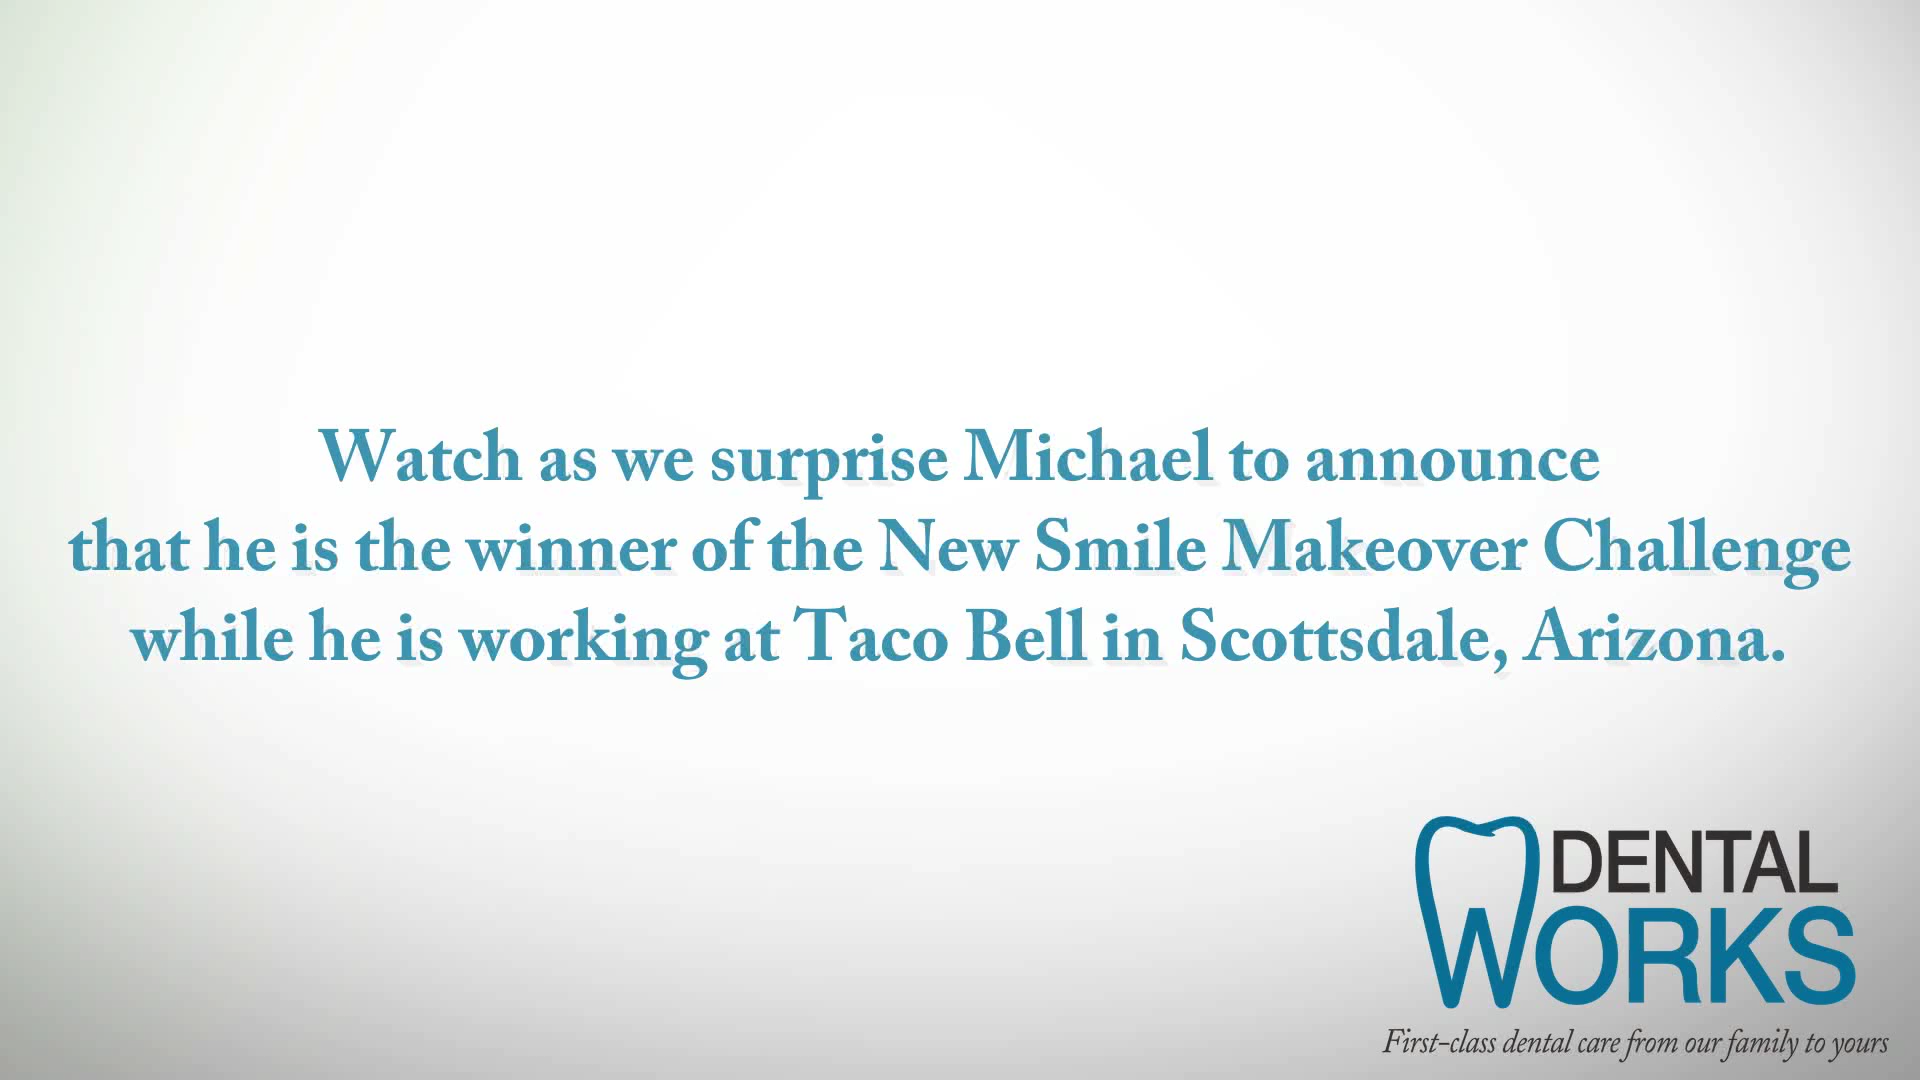 Watch as we surprise Michael to announce
that he is the winner of the New Smile Makeover Challenge
while he is working at Taco Bell in Scottsdale, Arizona.
DENTAL
WORKS
First-class dental care from our family to yours